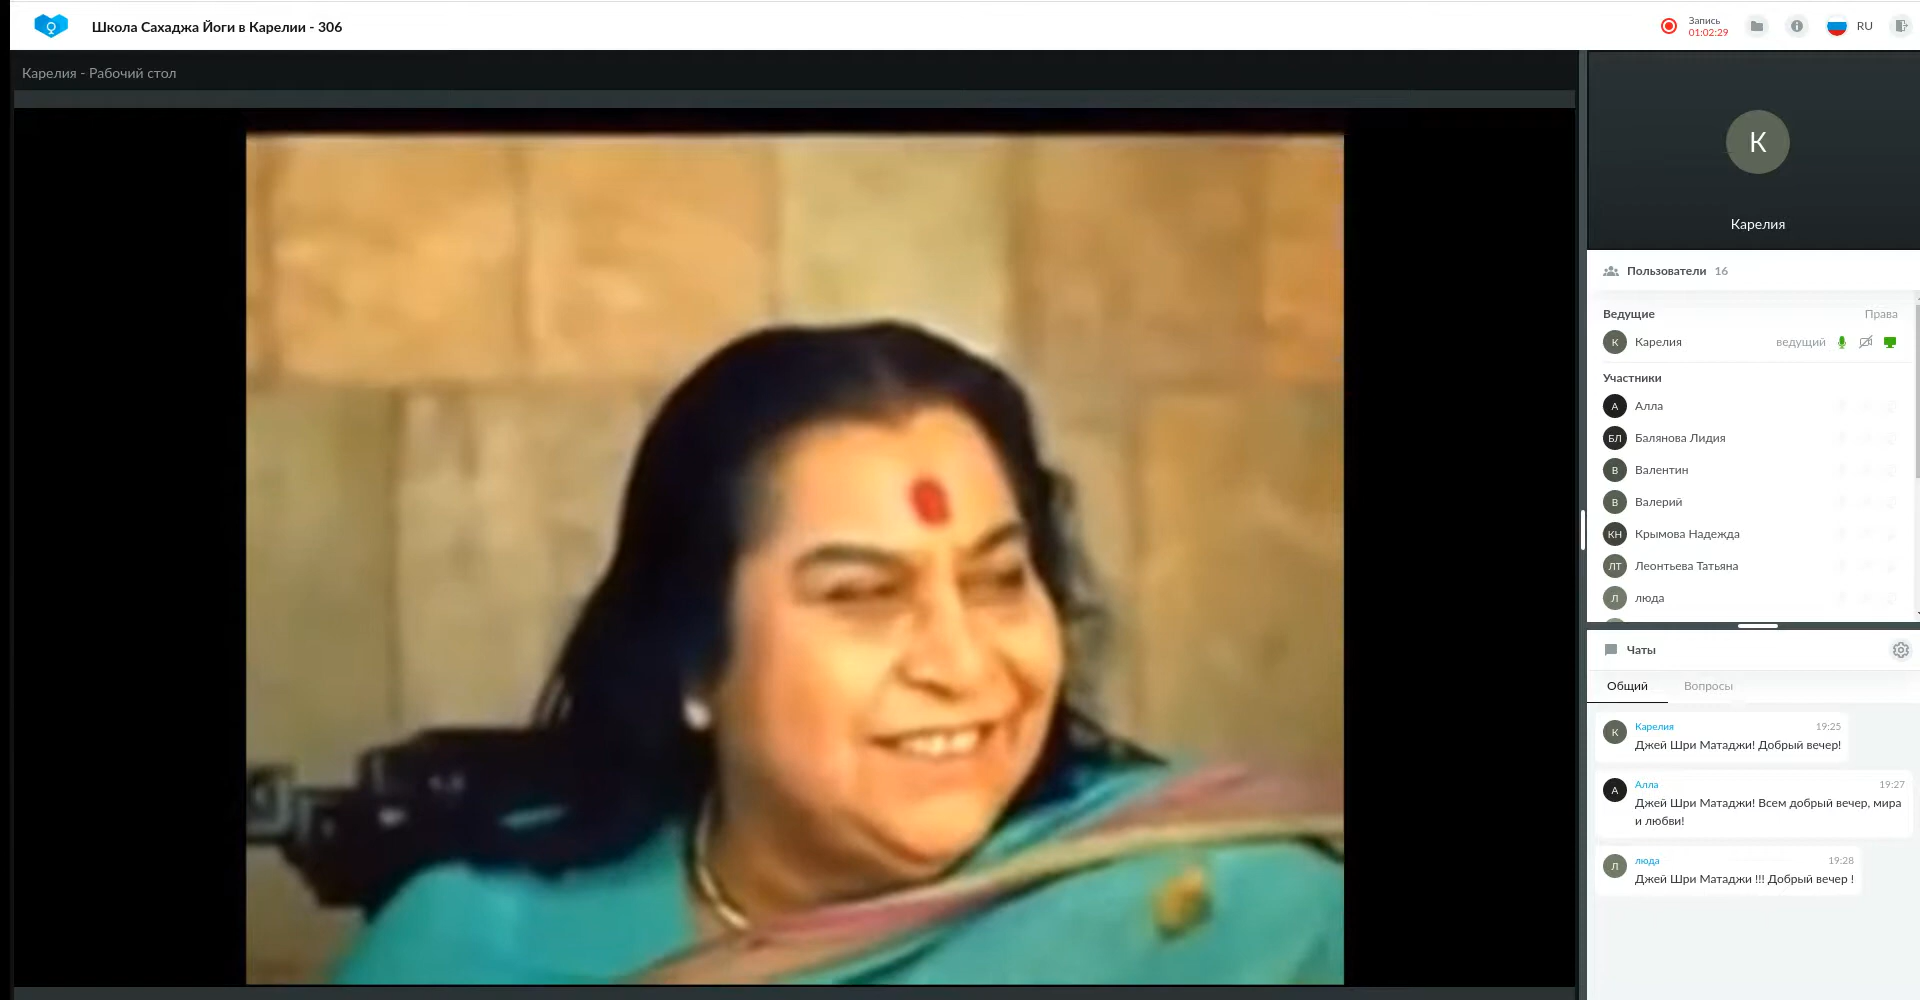 Школа Сахаджа Йоги в Карелии - 306
Запись
01:02:29
RU
Карелия - Рабочий стол
К
Карелия
Пользователи 16
Ведущие Права
К Карелия ведущий
Участники
А Алла
БЛ Балянова Лидия
В Валентин
В Валерий
КН Крымова Надежда
ЛТ Леонтьева Татьяна
Л люда
Чаты
Общий Вопросы
К Карелия 19:25
Джей Шри Матаджи! Добрый вечер!
А Алла 19:27
Джей Шри Матаджи! Всем добрый вечер, мира
и любви!
Л люда 19:28
Джей Шри Матаджи !!! Добрый вечер !